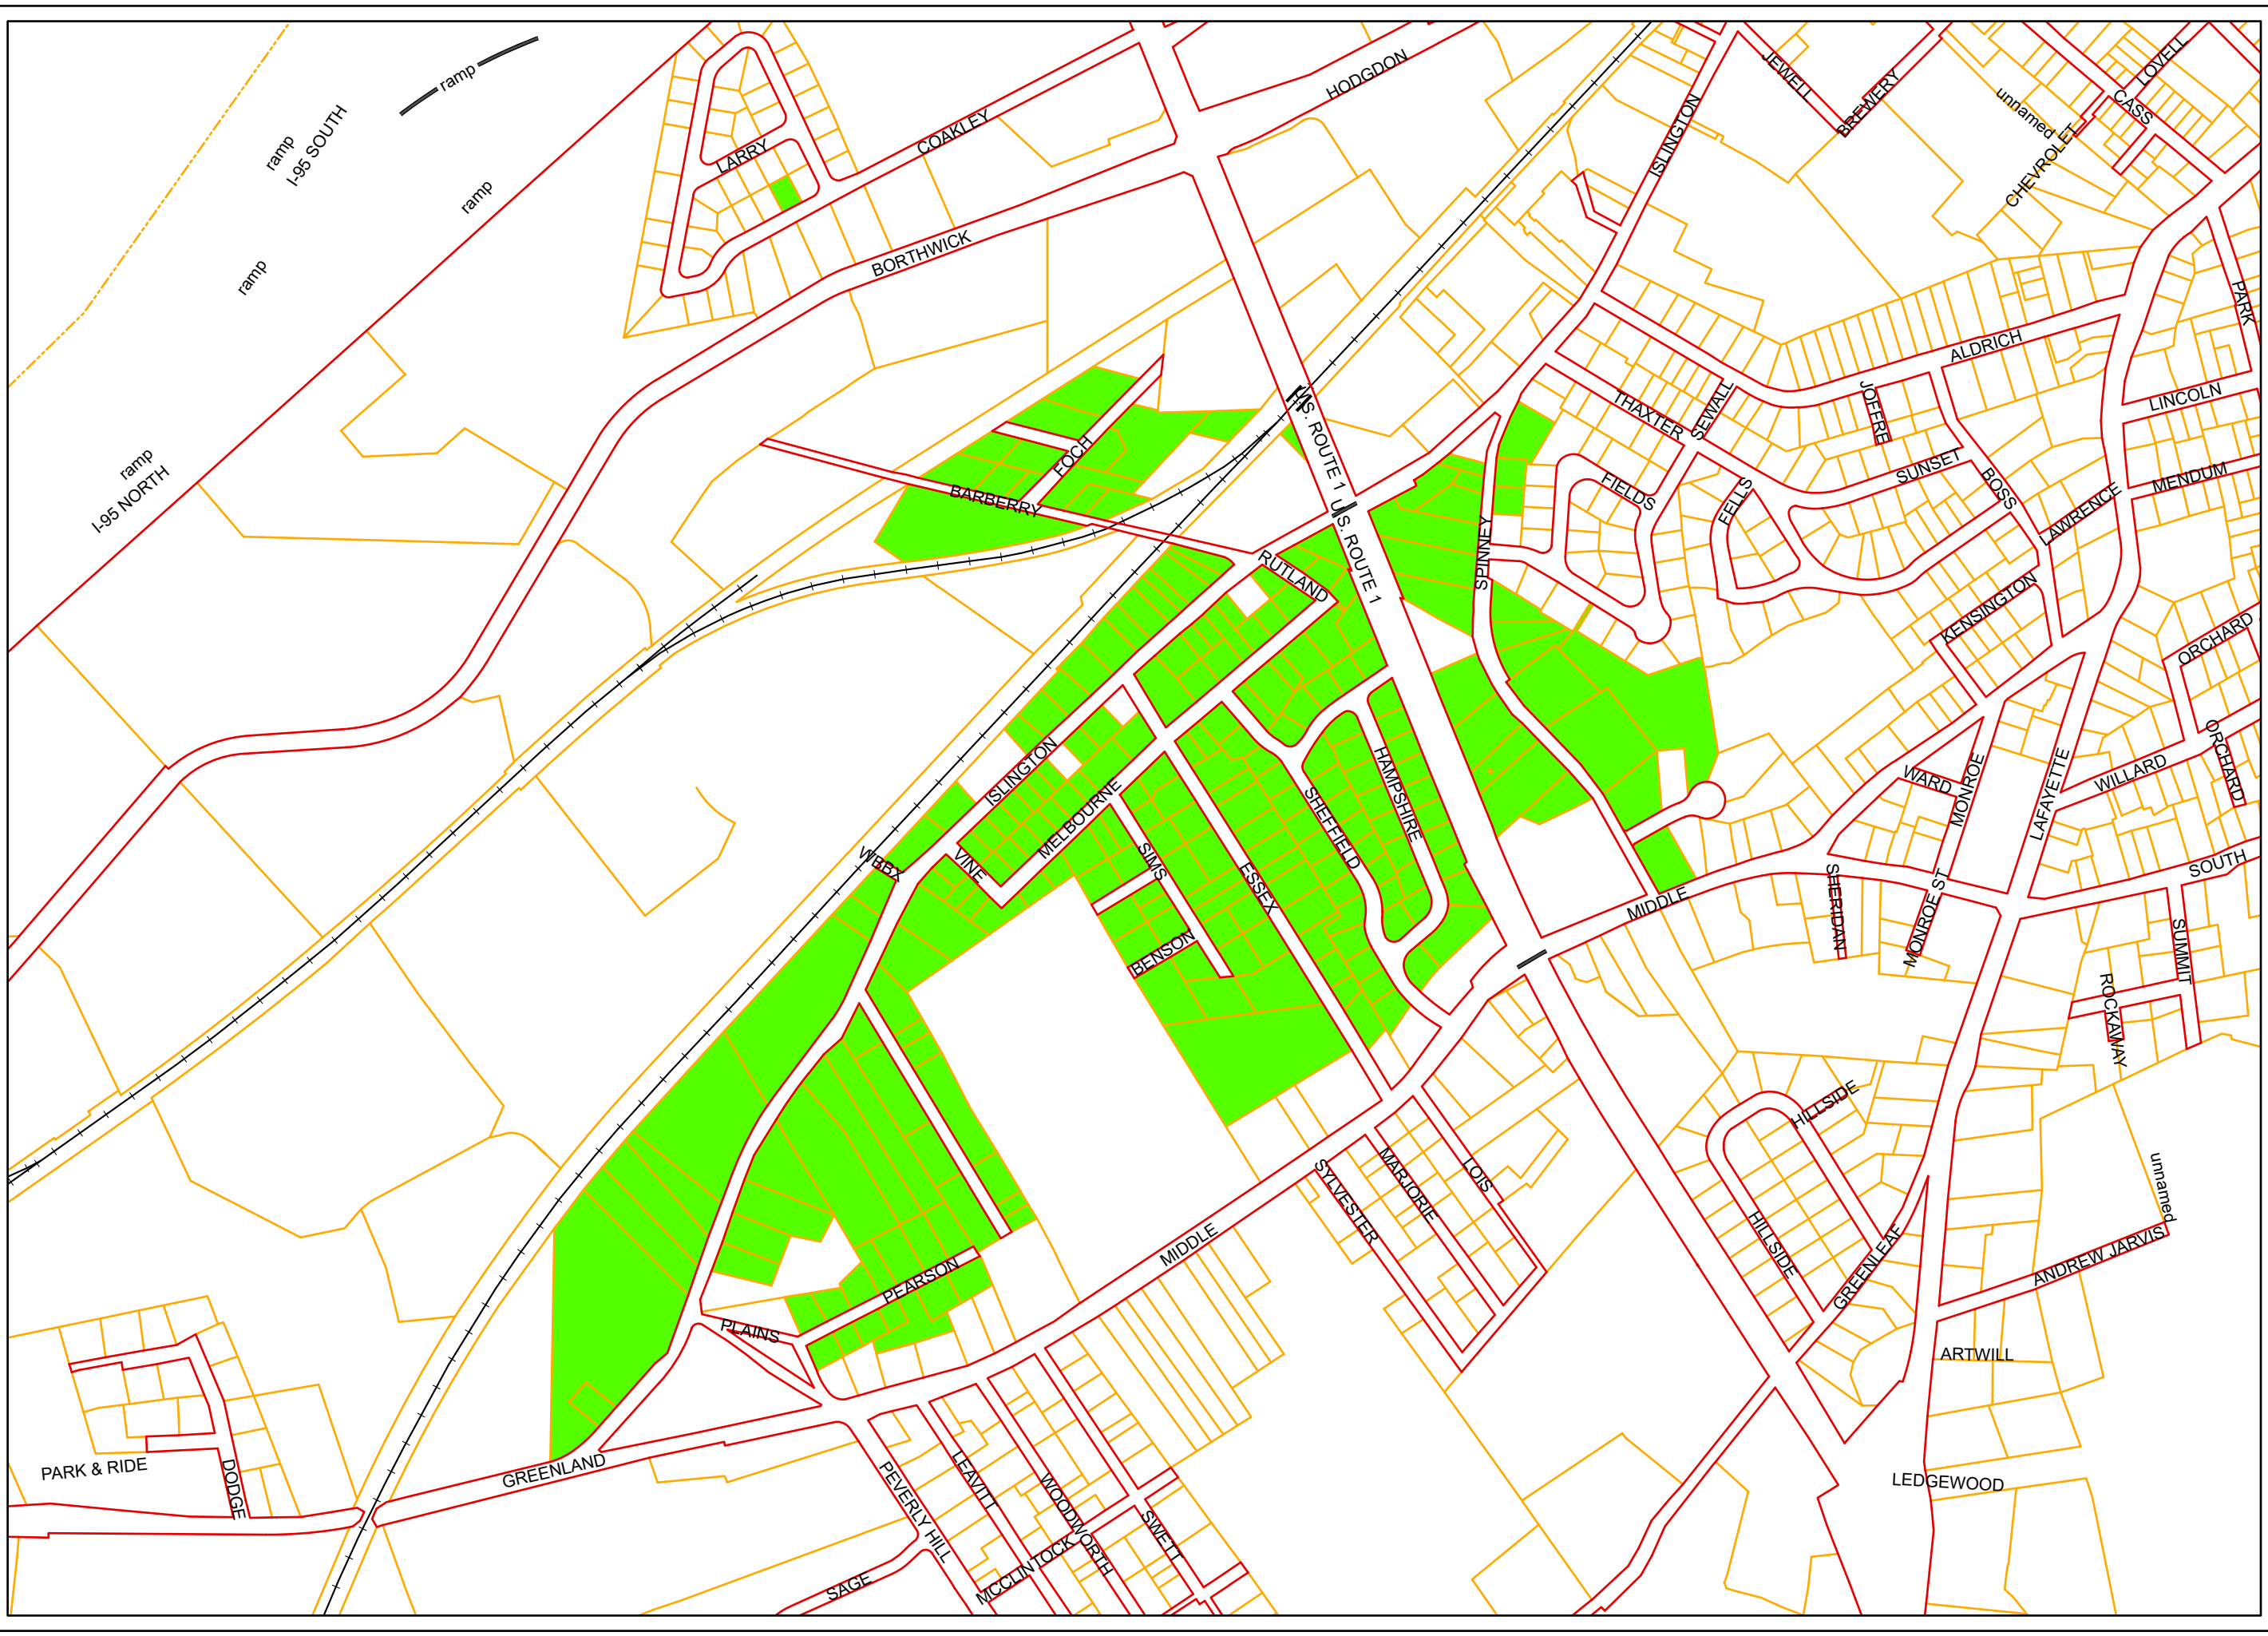 ramp
ramp
I-95 SOUTH
ramp
ramp
ramp
I-95 NORTH
LARRY
COAKLEY
BORTHWICK
HODGDON
ISLINGTON
JEWELL
BREWERY
unnamed
CHEVROLET
CASS
LOVELL
PARK
ALDRICH
JOFFRE
LINCOLN
THAXTER
SEWALL
SUNSET
BOSS
MENDUM
LAWRENCE
FIELDS
FELLS
U.S. ROUTE 1
U.S. ROUTE 1
FOCH
BARBERRY
RUTLAND
SPINNEY
KENSINGTON
ORCHARD
ORCHARD
WILLARD
LAFAYETTE
MONROE
WARD
ISLINGTON
MELBOURNE
HAMPSHIRE
SHEFFIELD
ESSEX
SIMS
VINE
WBBX
BENSON
MIDDLE
SHERIDAN
MONROE ST
SOUTH
SUMMIT
ROCKAWAY
HILLSIDE
HILLSIDE
GREENLEAF
unnamed
ANDREW JARVIS
ARTWILL
LEDGEWOOD
SYLVESTER
MARJORIE
LOIS
MIDDLE
PEARSON
PLAINS
GREENLAND
PARK & RIDE
DODGE
PEVERLY HILL
LEAVITT
WOODWORTH
SWETT
MCCLINTOCK
SAGE